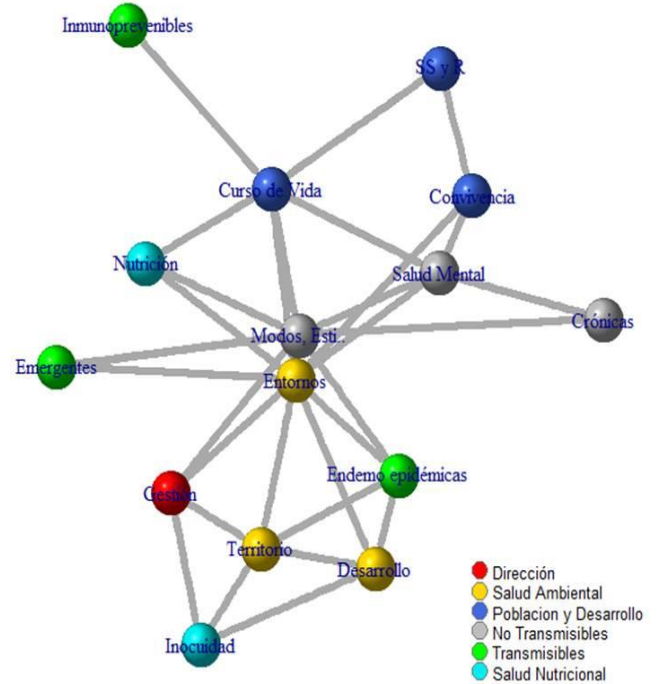 Inmunoprevenibles
SS y R
Curso de Vida
Convivencia
Nutrición
Salud Mental
Crónicas
Modos, Esti..
Emergentes
Entornos
Endemo epidémicas
Gestión
Territorio
Desarrollo
Inocuidad
Dirección
Salud Ambiental
Poblacion y Desarrollo
No Transmisibles
Transmisibles
Salud Nutricional